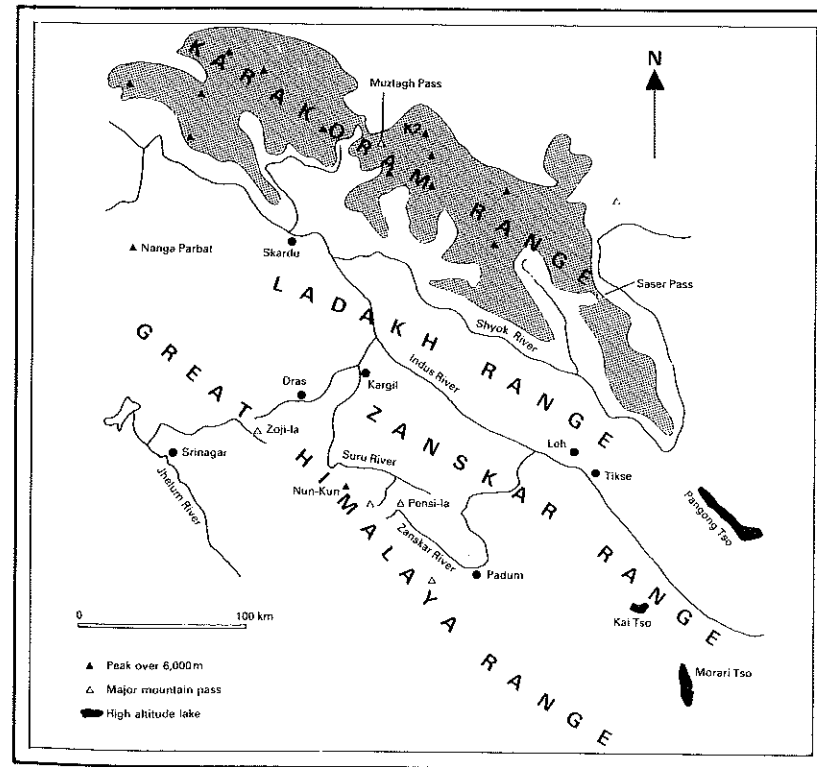 N
KARAKORAM RANGE
Muztagh Pass
K2
Nanga Parbat
Skardu
Saser Pass
LADAKH RANGE
Shyok River
Indus River
GREAT HIMALAYA RANGE
Dras
Kargil
ZANSKAR RANGE
Zoji-la
Srinagar
Jhelum River
Suru River
Leh
Tikse
Nun-Kun
Pensi-la
Pangong Tso
Zanskar River
Padum
Kai Tso
Morari Tso
0 100 km
Peak over 6,000m
Major mountain pass
High altitude lake